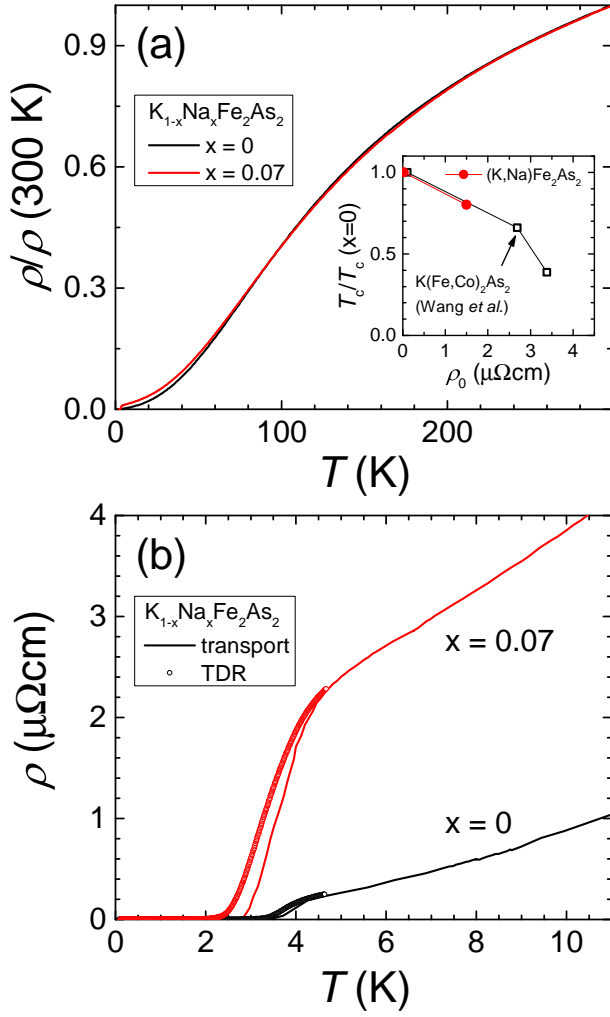 (a)
K₁₋ₓNaₓFe₂As₂
x = 0
x = 0.07
ρ/ρ (300 K)
0.9
0.6
0.3
0.0
0 100 200
T (K)
(K,Na)Fe₂As₂
K(Fe,Co)₂As₂
(Wang et al.)
T_c/T_c (x=0)
1.0
0.5
0.0
0 1 2 3 4
ρ₀ (μΩcm)
(b)
K₁₋ₓNaₓFe₂As₂
transport
TDR
x = 0.07
x = 0
ρ (μΩcm)
4
3
2
1
0
0 2 4 6 8 10
T (K)